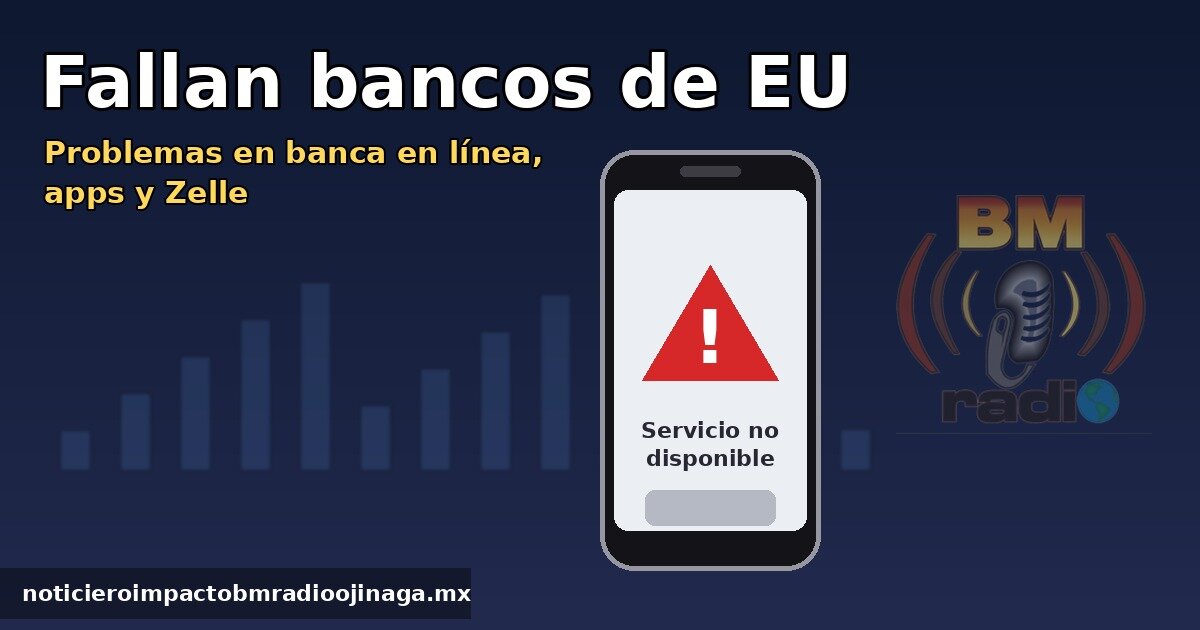 Fallan bancos de EU
Problemas en banca en línea,
apps y Zelle
BM
radio
!
Servicio no
disponible
noticieroimpactobmradioojinaga.mx